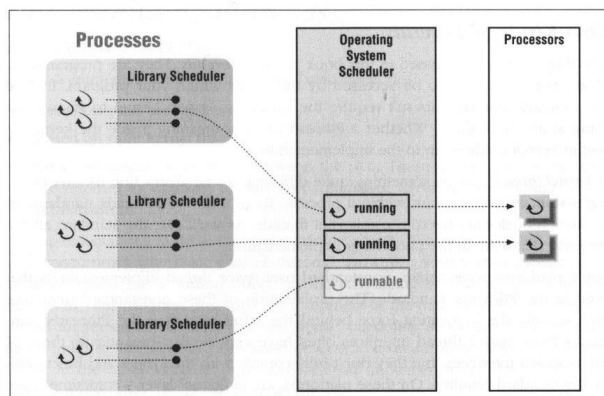 Processes
Library Scheduler
Library Scheduler
Library Scheduler
Operating
System
Scheduler
running
running
runnable
Processors